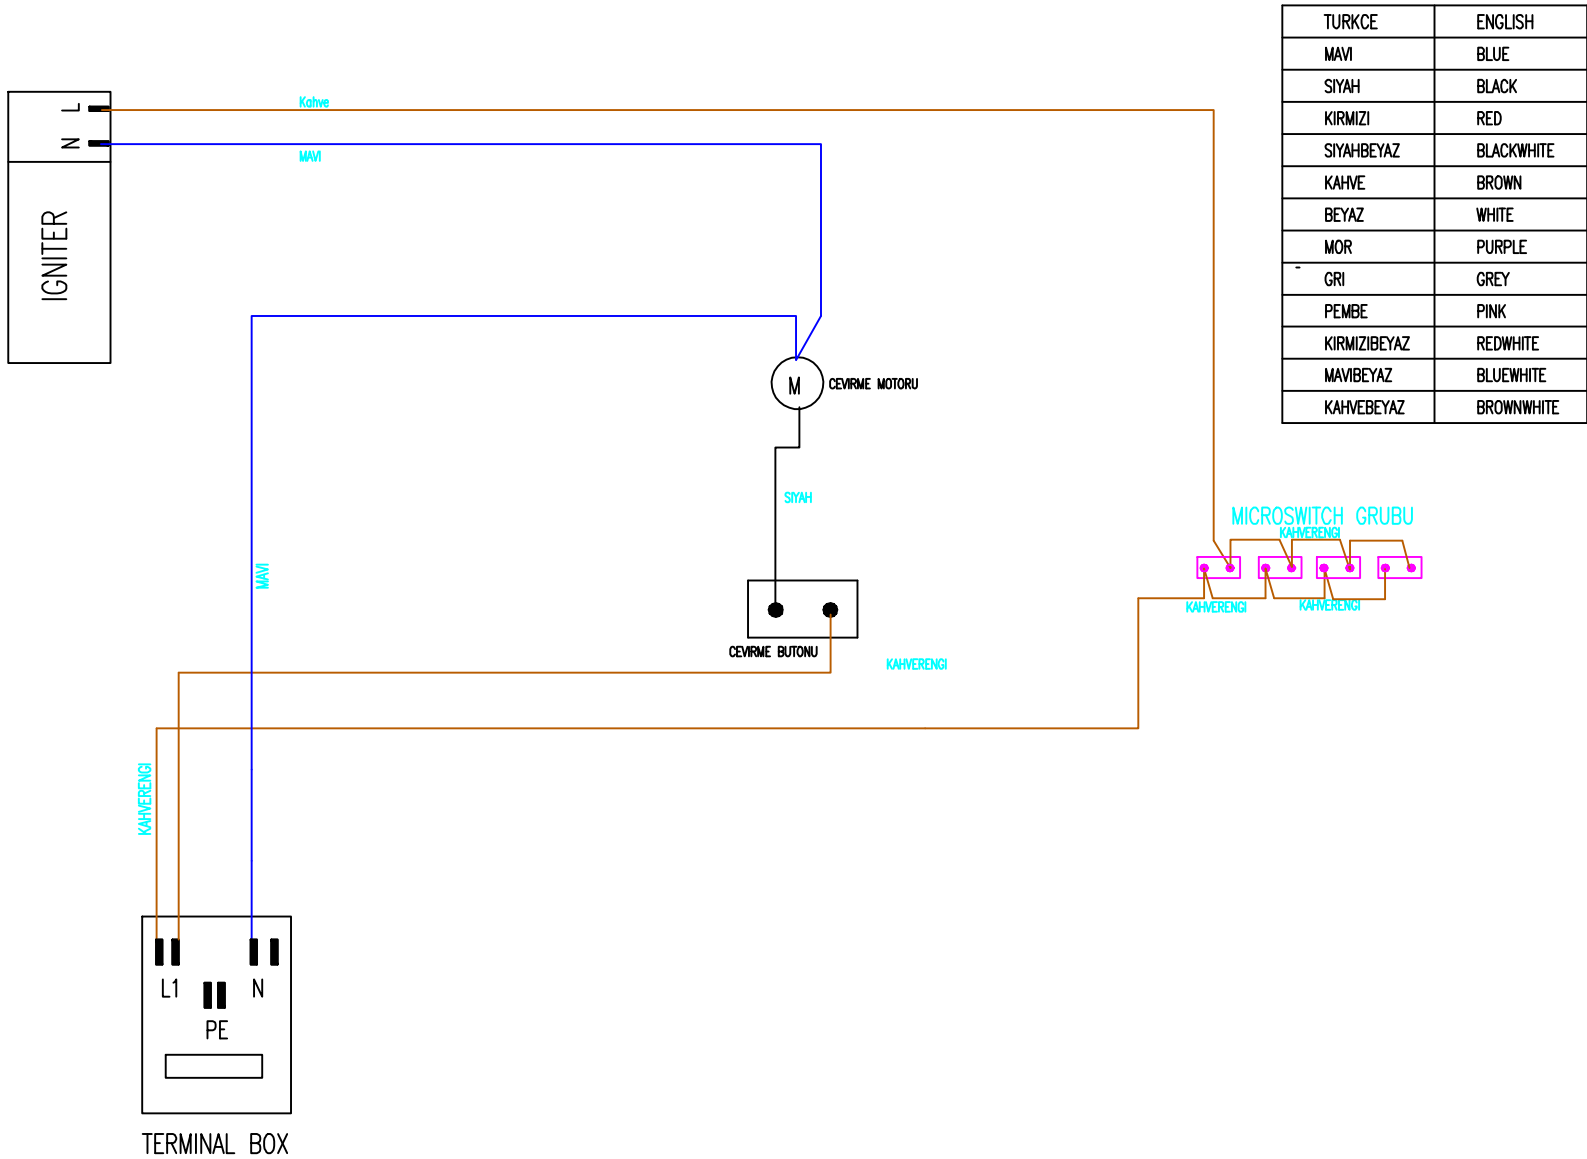 TURKCE ENGLISH
MAVI BLUE
SIYAH BLACK
KIRMIZI RED
SIYAHBEYAZ BLACKWHITE
KAHVE BROWN
BEYAZ WHITE
MOR PURPLE
GRI GREY
PEMBE PINK
KIRMIZIBEYAZ REDWHITE
MAVIBEYAZ BLUEWHITE
KAHVEBEYAZ BROWNWHITE
L
N
IGNITER
Kahve
MAVI
M
CEVIRME MOTORU
SIYAH
MICROSWITCH GRUBU
KAHVERENGI
KAHVERENGI
KAHVERENGI
MAVI
CEVIRME BUTONU
KAHVERENGI
KAHVERENGI
L1
N
PE
TERMINAL BOX